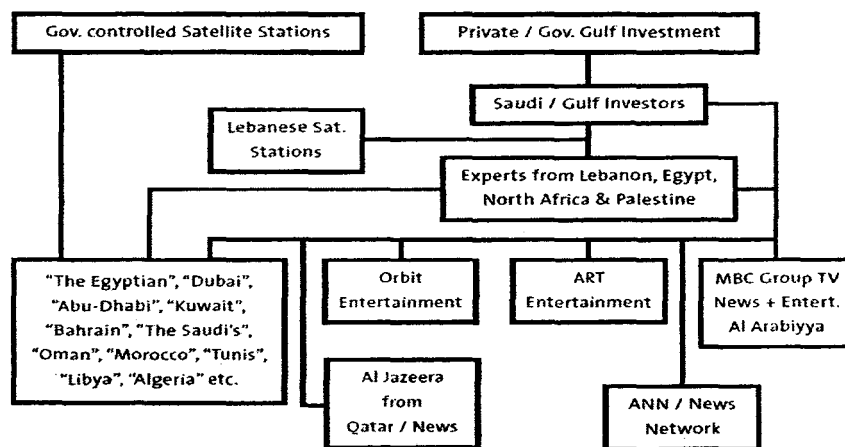 Gov. controlled Satellite Stations
Private / Gov. Gulf Investment
Saudi / Gulf Investors
Lebanese Sat.
Stations
Experts from Lebanon, Egypt,
North Africa & Palestine
"The Egyptian", "Dubai",
"Abu-Dhabi", "Kuwait",
"Bahrain", "The Saudi's",
"Oman", "Morocco", "Tunis",
"Libya", "Algeria" etc.
Orbit
Entertainment
ART
Entertainment
MBC Group TV
News + Entert.
Al Arabiyya
Al Jazeera
from
Qatar / News
ANN / News
Network